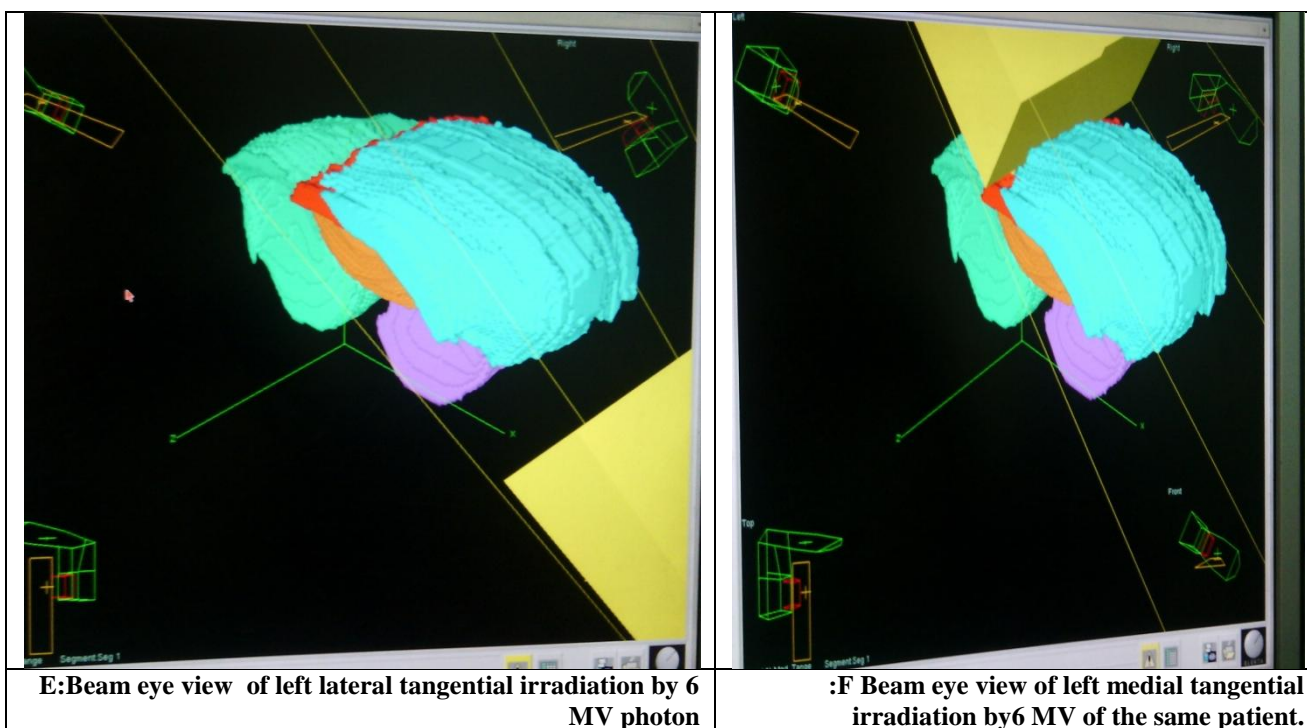 Right
Segment:Seg 1
Left
Right
Front
Top
Segment:Seg 1
E:Beam eye view of left lateral tangential irradiation by 6
MV photon
:F Beam eye view of left medial tangential
irradiation by6 MV of the same patient